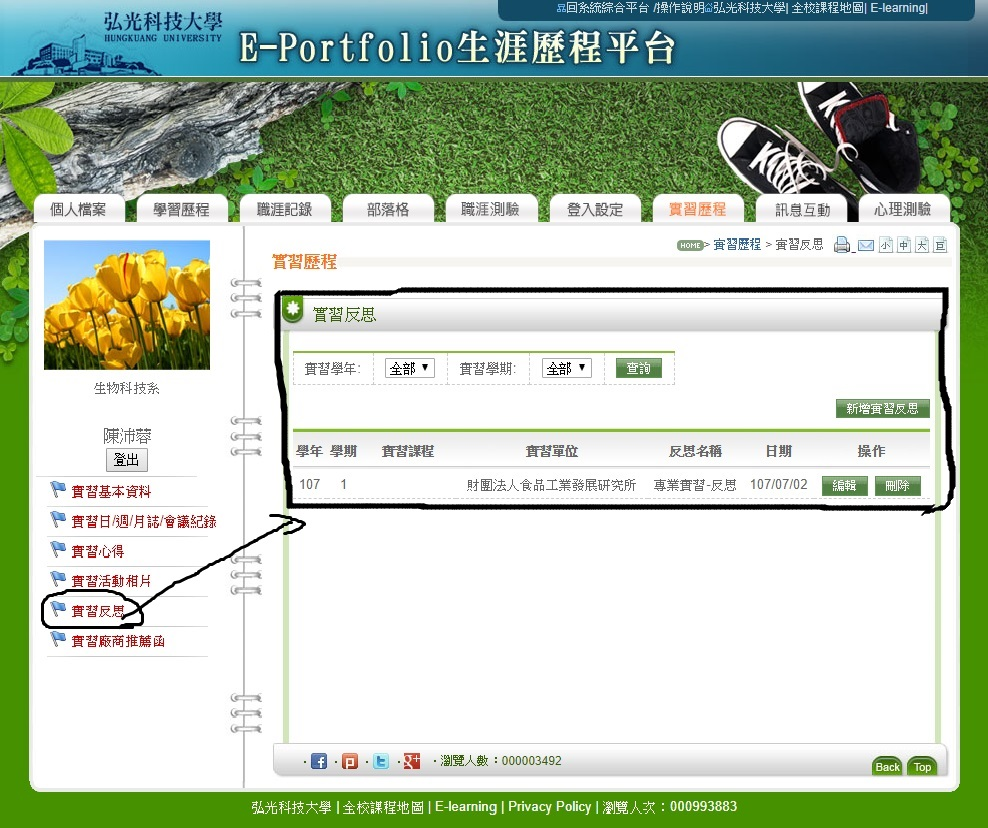 回系統綜合平台 /操作說明 弘光科技大學| 全校課程地圖| E-learning|
弘光科技大學
HUNGKUANG UNIVERSITY
E-Portfolio生涯歷程平台
個人檔案 學習歷程 職涯記錄 部落格 職涯測驗 登入設定 實習歷程 訊息互動 心理測驗
HOME > 實習歷程 > 實習反思 小 中 大 巨
實習歷程
實習反思
實習學年: 全部 實習學期: 全部 查詢
新增實習反思
學年 學期 實習課程 實習單位 反思名稱 日期 操作
107 1 財團法人食品工業發展研究所 專業實習-反思 107/07/02 編輯 刪除
生物科技系
陳沛蓉
登出
實習基本資料
實習日/週/月誌/會議紀錄
實習心得
實習活動相片
實習反思
實習廠商推薦函
瀏覽人數：000003492
Back Top
弘光科技大學 | 全校課程地圖 | E-learning | Privacy Policy | 瀏覽人次：000993883